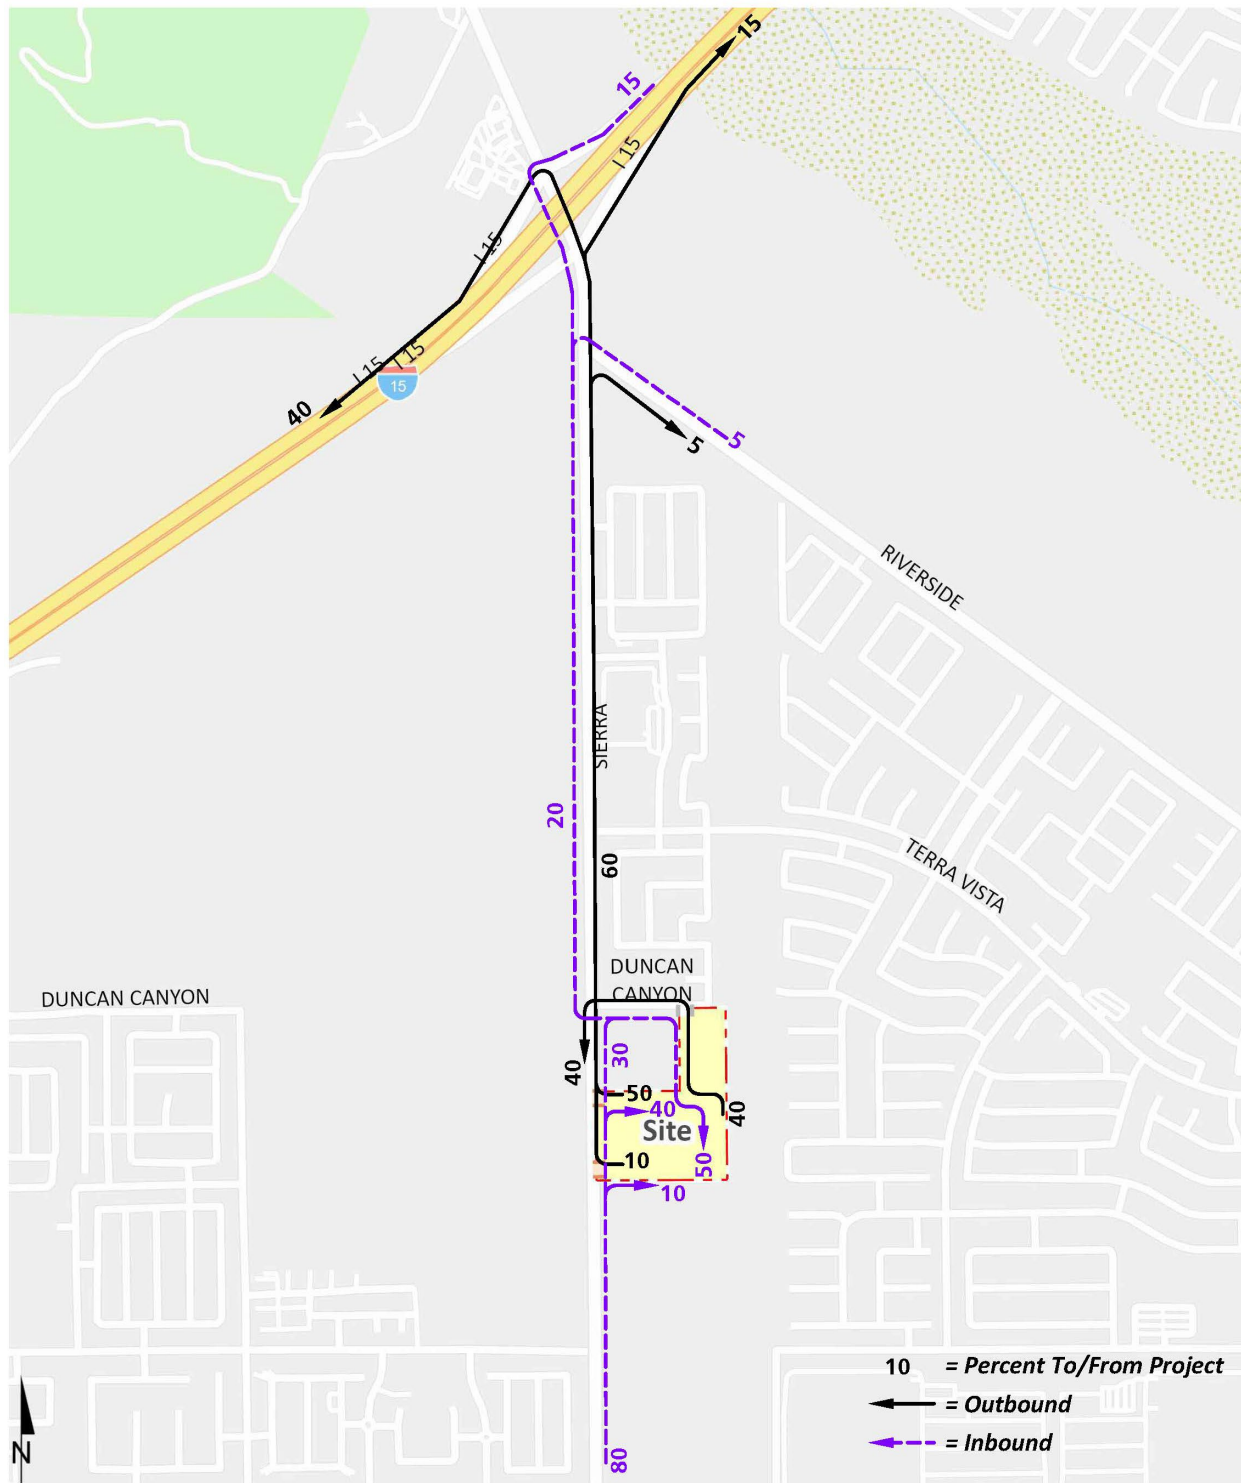 15
15
I 15
I 15
I 15
I 15
15
40
5
5
RIVERSIDE
SIERRA
20
60
TERRA VISTA
DUNCAN
CANYON
DUNCAN CANYON
30
40
50
40
40
Site
50
10
10
80
N
10 = Percent To/From Project
= Outbound
= Inbound